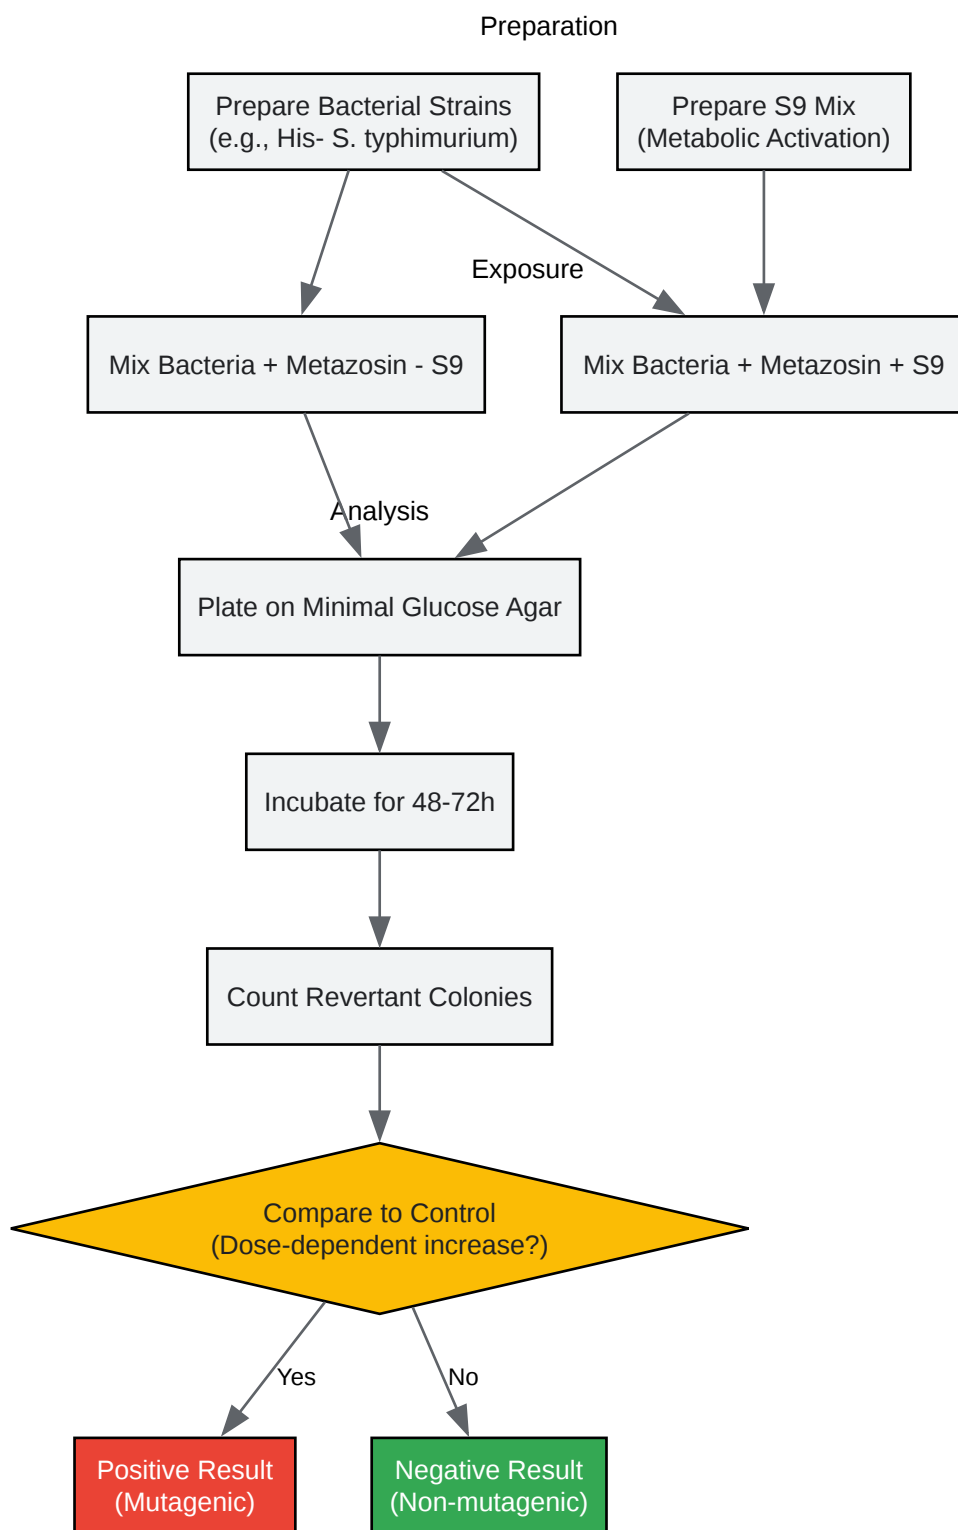 Preparation
Prepare Bacterial Strains
(e.g., His- S. typhimurium)
Prepare S9 Mix
(Metabolic Activation)
Exposure
Mix Bacteria + Metazosin - S9
Mix Bacteria + Metazosin + S9
Analysis
Plate on Minimal Glucose Agar
Incubate for 48-72h
Count Revertant Colonies
Compare to Control
(Dose-dependent increase?)
Yes
No
Positive Result
(Mutagenic)
Negative Result
(Non-mutagenic)